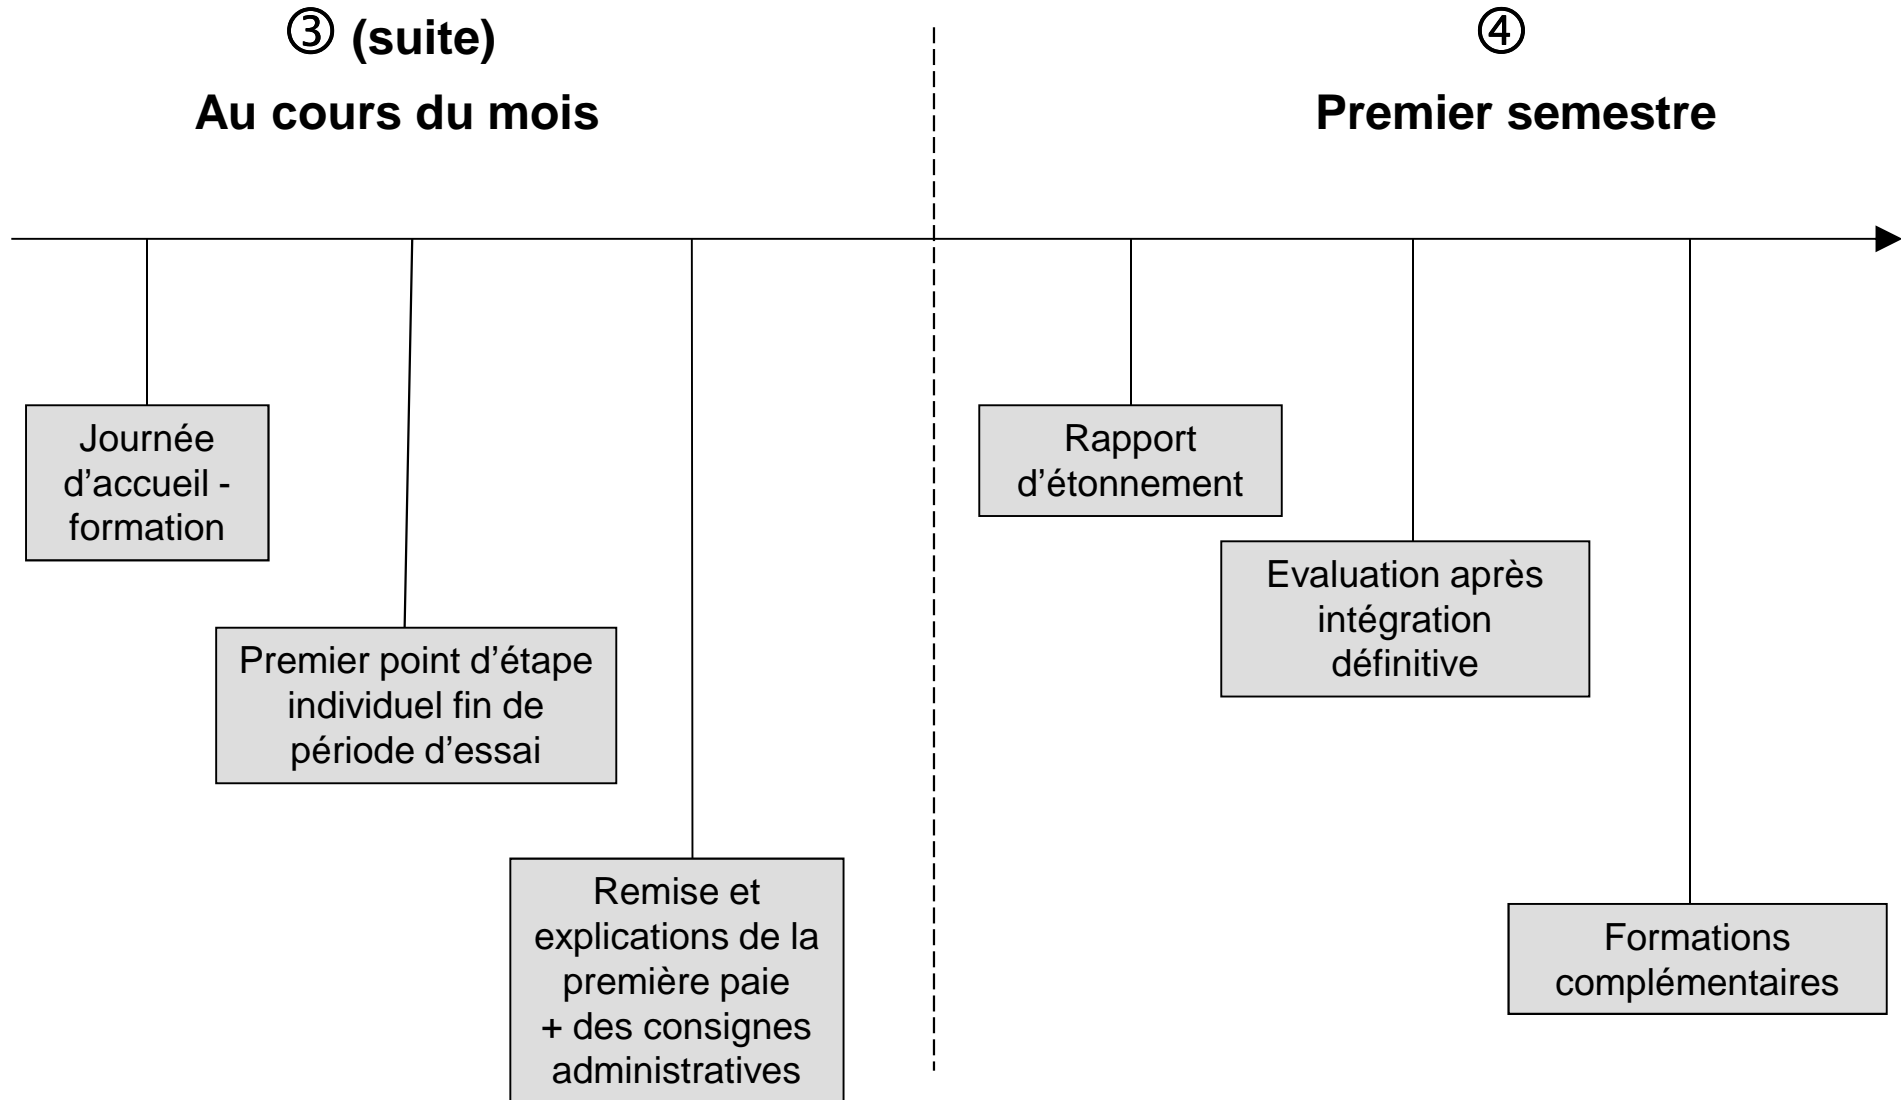 ③ (suite)
Au cours du mois
④
Premier semestre
Journée
d’accueil -
formation
Premier point d’étape
individuel fin de
période d’essai
Remise et
explications de la
première paie
+ des consignes
administratives
Rapport
d’étonnement
Evaluation après
intégration
définitive
Formations
complémentaires